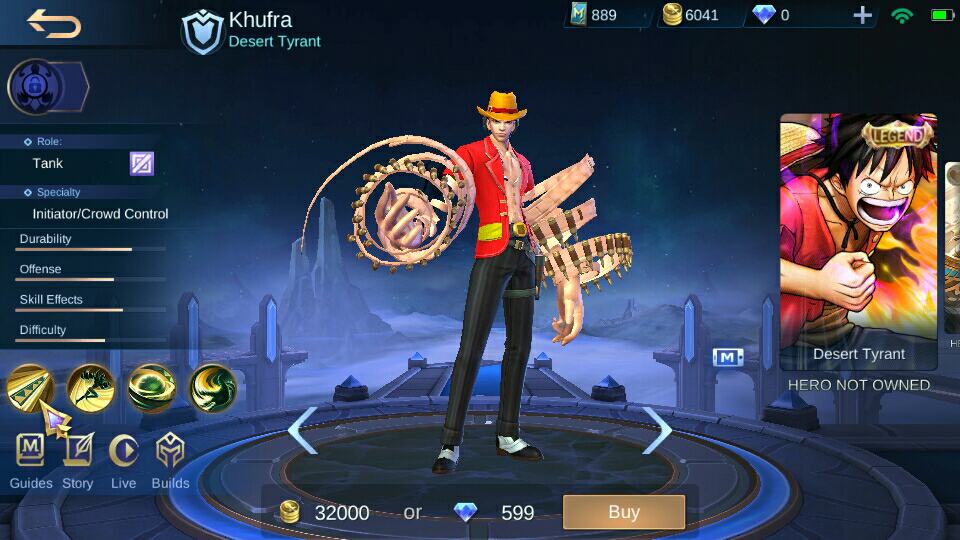 Khufra
Desert Tyrant
889
6041
0
Role:
Tank
Specialty
Initiator/Crowd Control
Durability
Offense
Skill Effects
Difficulty
M
Guides
Story
Live
Builds
LEGEND
M
Desert Tyrant
HERO NOT OWNED
32000 or 599
Buy